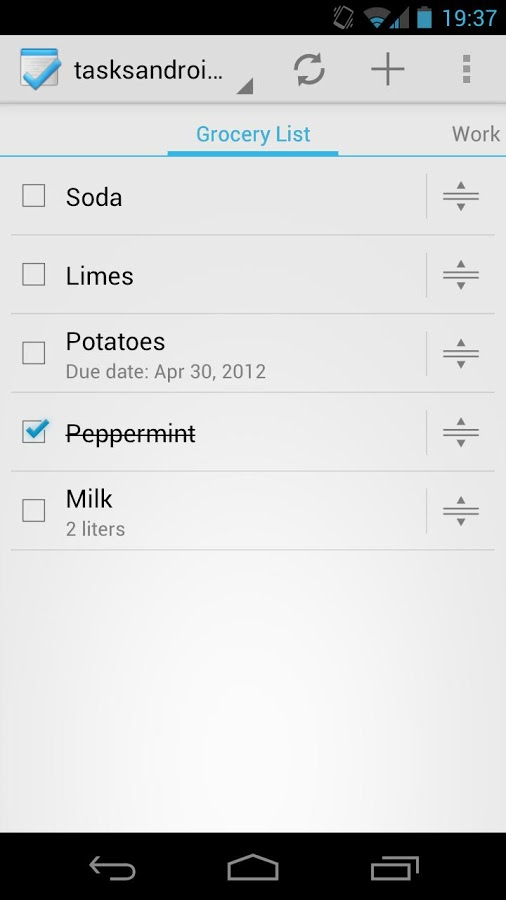 19:37
tasksandroi...
Grocery List
Work
Soda
Limes
Potatoes
Due date: Apr 30, 2012
Peppermint
Milk
2 liters